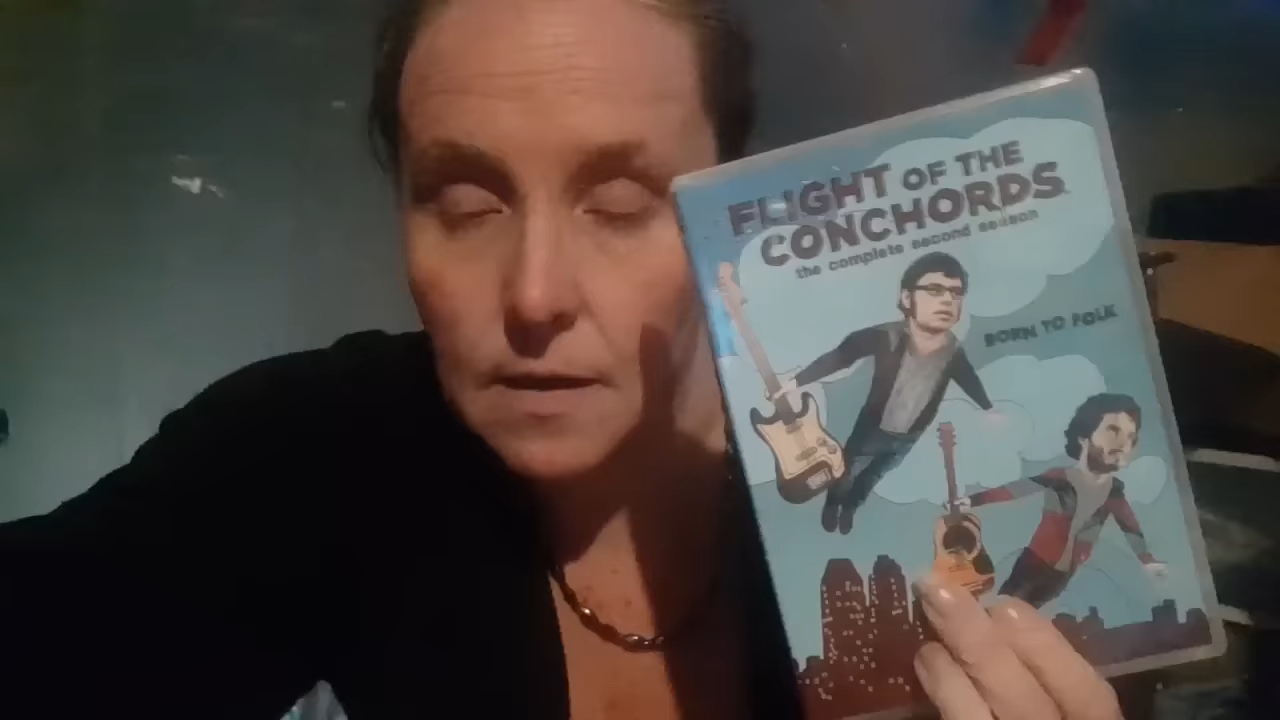 FLIGHT OF THE
CONCHORDS
the complete second season
BORN TO FOLK